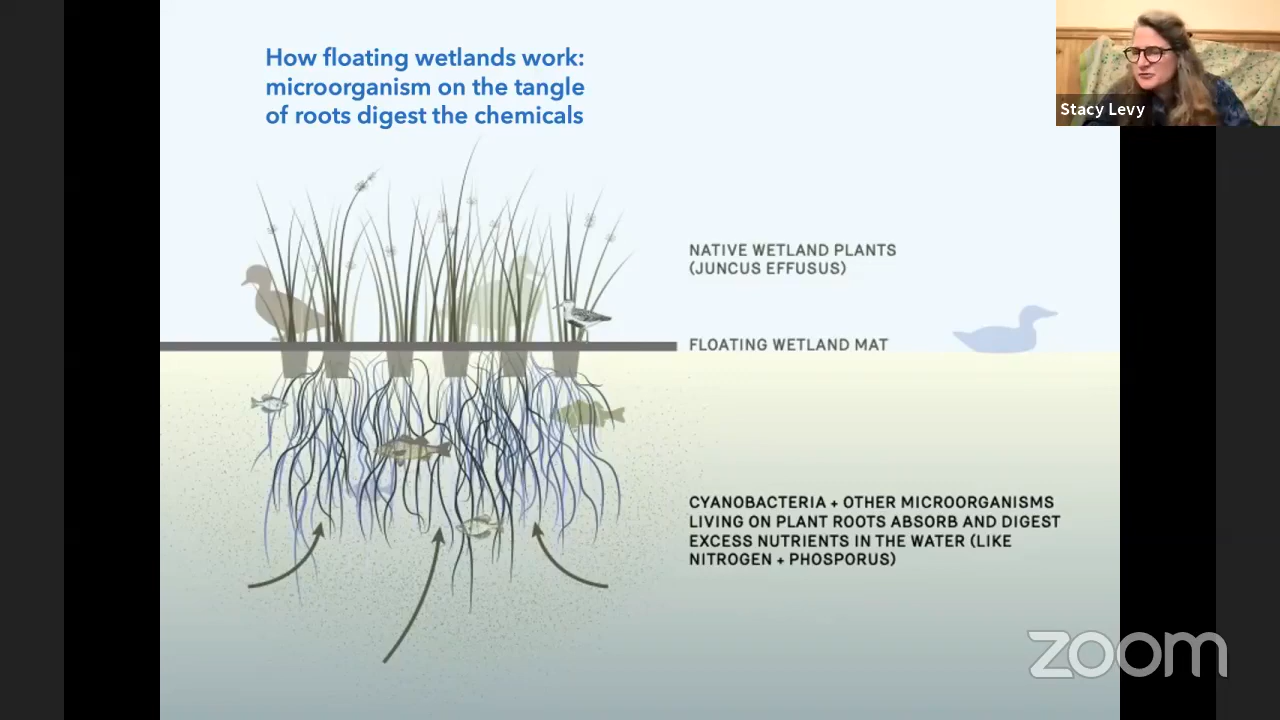 How floating wetlands work:
microorganism on the tangle
of roots digest the chemicals
Stacy Levy
NATIVE WETLAND PLANTS
(JUNCUS EFFUSUS)
FLOATING WETLAND MAT
CYANOBACTERIA + OTHER MICROORGANISMS
LIVING ON PLANT ROOTS ABSORB AND DIGEST
EXCESS NUTRIENTS IN THE WATER (LIKE
NITROGEN + PHOSPORUS)
zoom